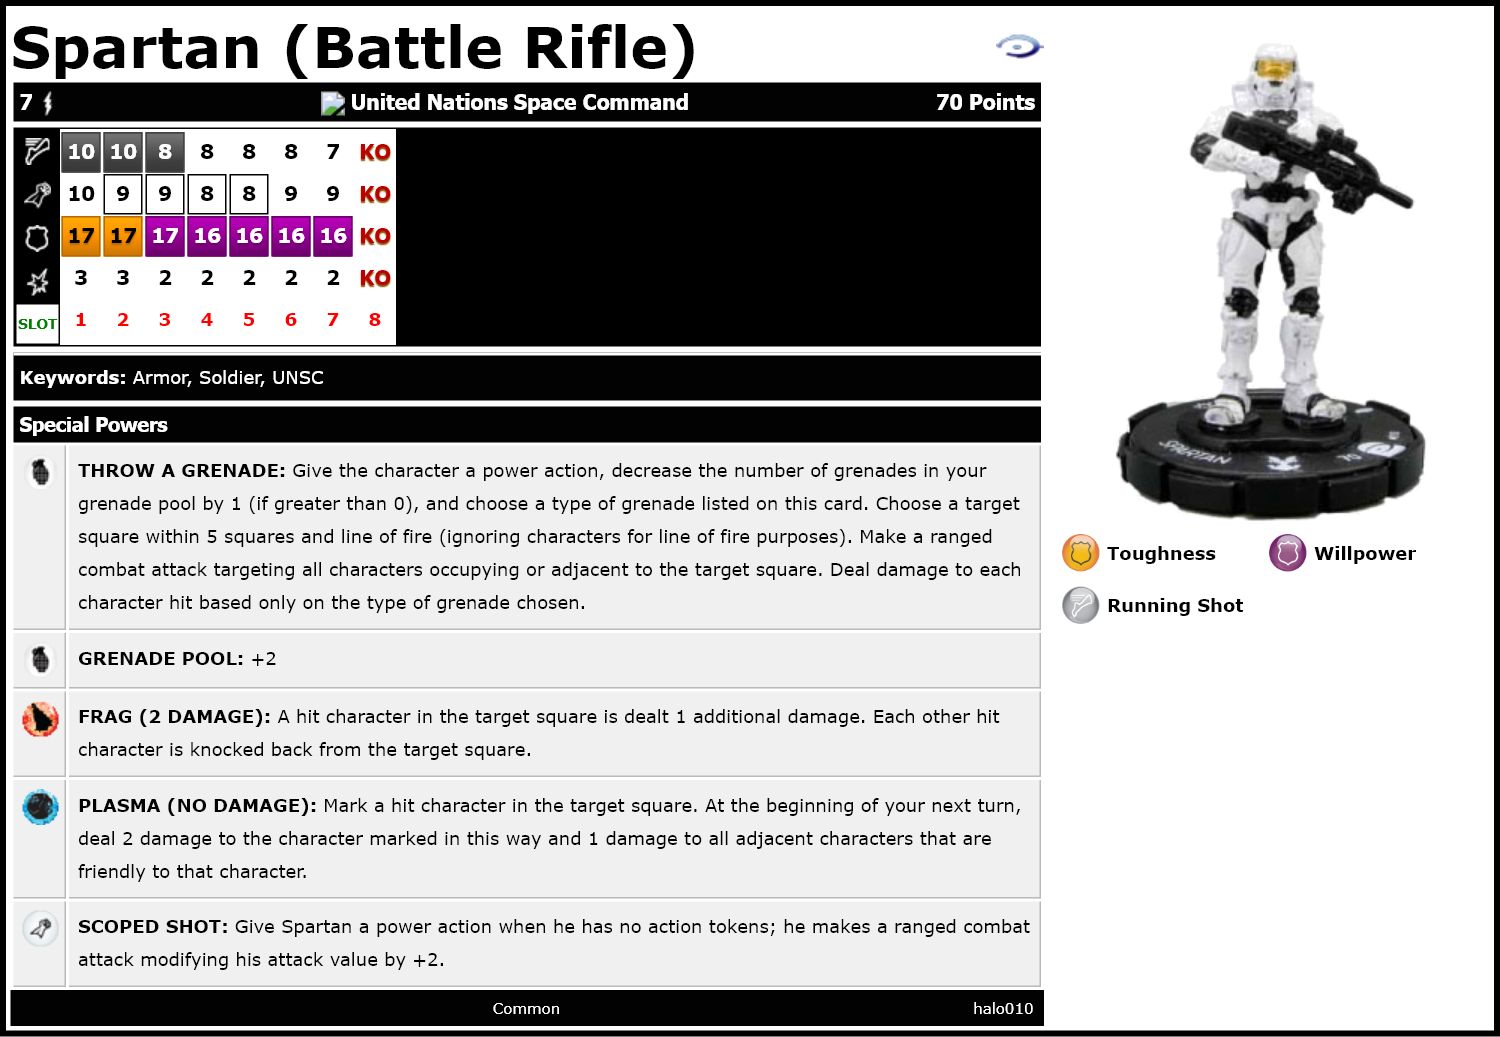 Spartan (Battle Rifle)
7 United Nations Space Command 70 Points
10 10 8 8 8 8 7 KO
10 9 9 8 8 9 9 KO
17 17 17 16 16 16 16 KO
3 3 2 2 2 2 2 KO
SLOT 1 2 3 4 5 6 7 8
Keywords: Armor, Soldier, UNSC
Special Powers
THROW A GRENADE: Give the character a power action, decrease the number of grenades in your
grenade pool by 1 (if greater than 0), and choose a type of grenade listed on this card. Choose a target
square within 5 squares and line of fire (ignoring characters for line of fire purposes). Make a ranged
combat attack targeting all characters occupying or adjacent to the target square. Deal damage to each
character hit based only on the type of grenade chosen.
GRENADE POOL: +2
FRAG (2 DAMAGE): A hit character in the target square is dealt 1 additional damage. Each other hit
character is knocked back from the target square.
PLASMA (NO DAMAGE): Mark a hit character in the target square. At the beginning of your next turn,
deal 2 damage to the character marked in this way and 1 damage to all adjacent characters that are
friendly to that character.
SCOPED SHOT: Give Spartan a power action when he has no action tokens; he makes a ranged combat
attack modifying his attack value by +2.
Common halo010
SPARTAN 70
Toughness Willpower
Running Shot